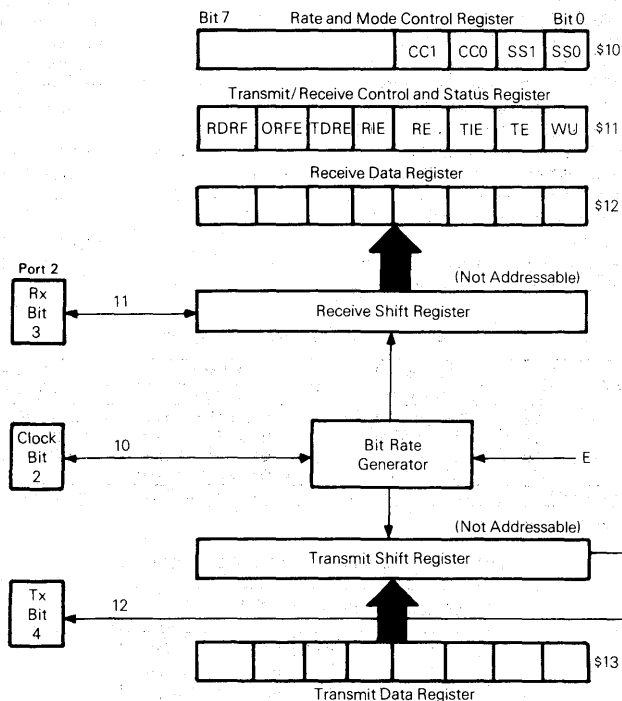 Bit 7 Rate and Mode Control Register Bit 0
CC1 CC0 SS1 SS0 $10
Transmit/Receive Control and Status Register
RDRF ORFE TDRE RIE RE TIE TE WU $11
Receive Data Register
$12
Port 2
(Not Addressable)
Rx
Bit
3
11
Receive Shift Register
Clock
Bit
2
10
Bit Rate
Generator
E
(Not Addressable)
Transmit Shift Register
Tx
Bit
4
12
$13
Transmit Data Register